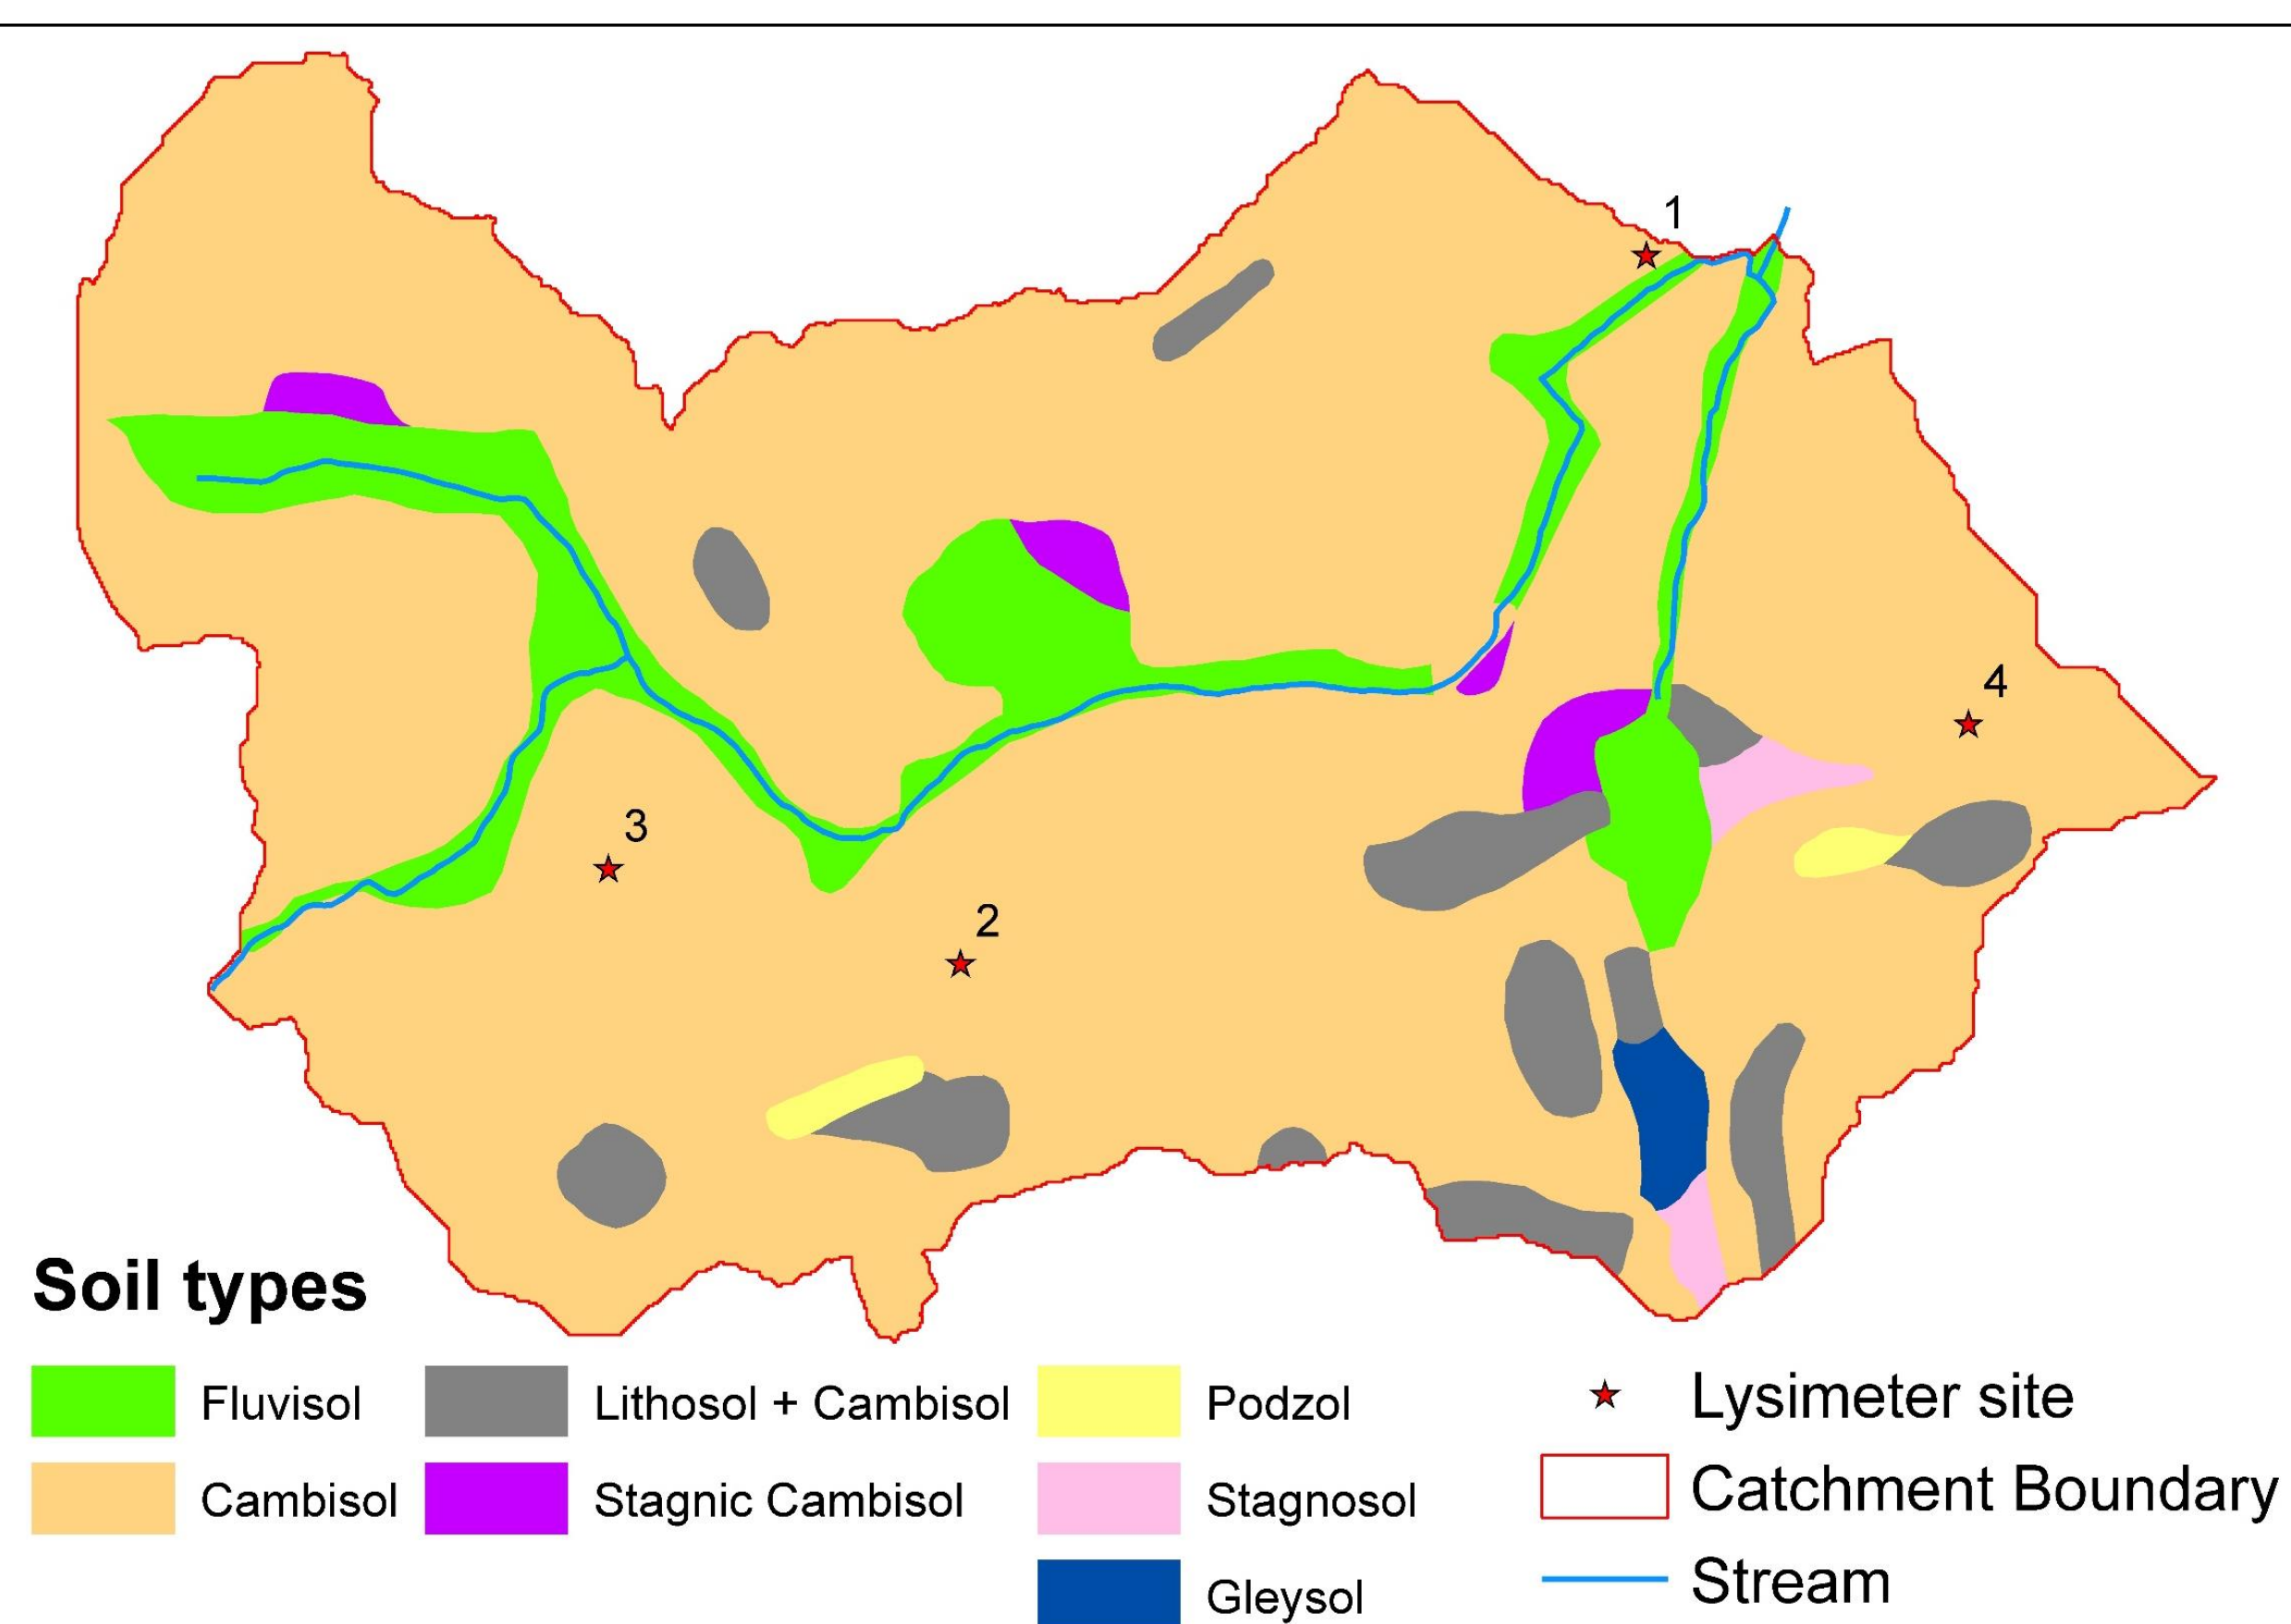 1
4
3
2
Soil types
Fluvisol
Lithosol + Cambisol
Podzol
Lysimeter site
Cambisol
Stagnic Cambisol
Stagnosol
Catchment Boundary
Gleysol
Stream